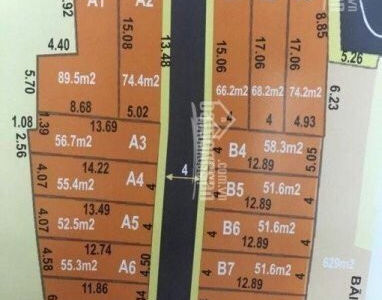 A1 A2
.92 15.08 13.48 15.06 17.06 17.06 8.85
4.40 5.26
5.70 89.5m2 74.4m2 66.2m2 68.2m2 74.2m2 6.23
8.68 5.02 4.93
1.08 1.39 13.69
2.56 56.7m2 A3 B4 58.3m2 5.05
14.22 4 12.89
4.07 55.4m2 A4 4 B5 51.6m2 4
13.49 12.89
4.07 52.5m2 A5 4 B6 51.6m2 4
12.74 12.89
4.58 55.3m2 A6 4.05 4 B7 51.6m2 4 629m2
11.86 12.89